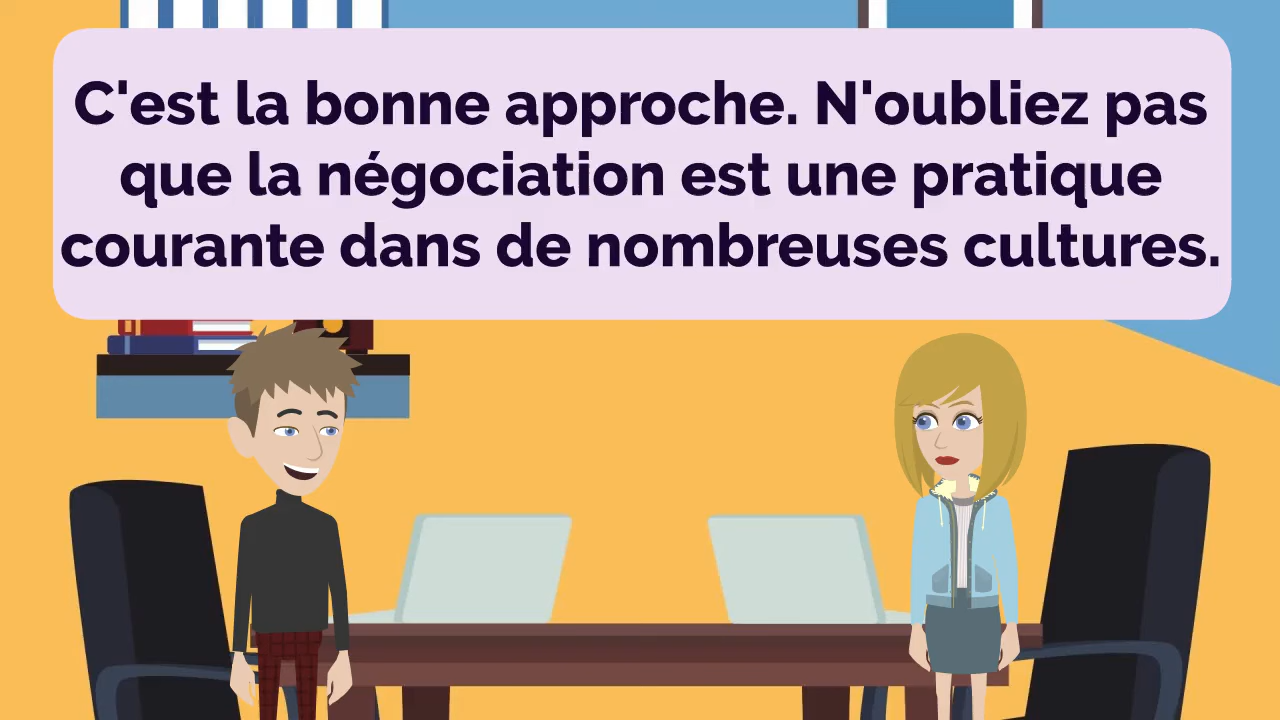 C'est la bonne approche. N'oubliez pas
que la négociation est une pratique
courante dans de nombreuses cultures.